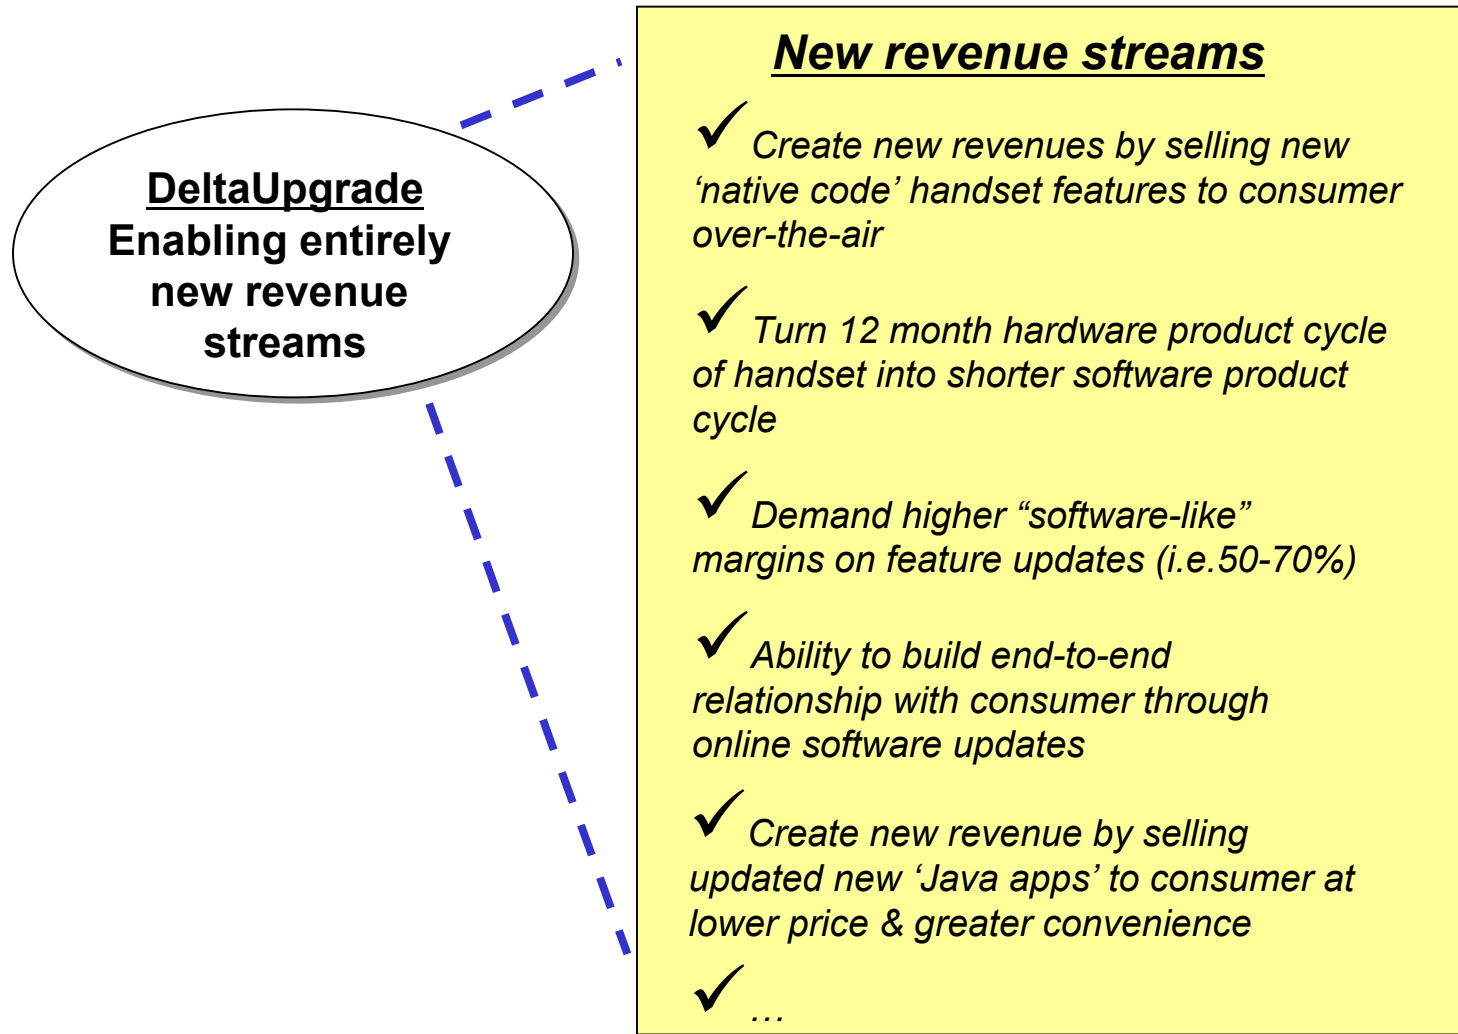 DeltaUpgrade
Enabling entirely
new revenue
streams
New revenue streams
✓Create new revenues by selling new
‘native code’ handset features to consumer
over-the-air
✓Turn 12 month hardware product cycle
of handset into shorter software product
cycle
✓Demand higher “software-like”
margins on feature updates (i.e.50-70%)
✓Ability to build end-to-end
relationship with consumer through
online software updates
✓Create new revenue by selling
updated new ‘Java apps’ to consumer at
lower price & greater convenience
✓…